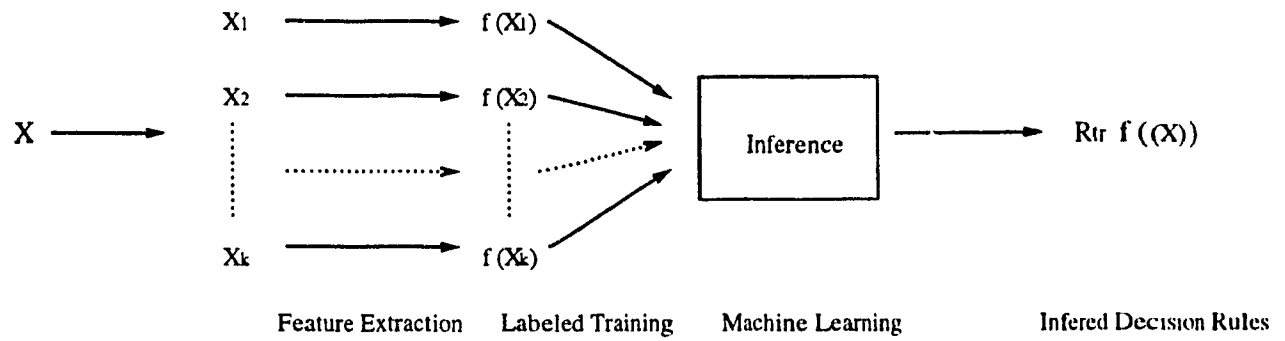 X1 f (X1)
X2 f (X2)
X Inference Rtr f ((X))
Xk f (Xk)
Feature Extraction Labeled Training Machine Learning Infered Decision Rules